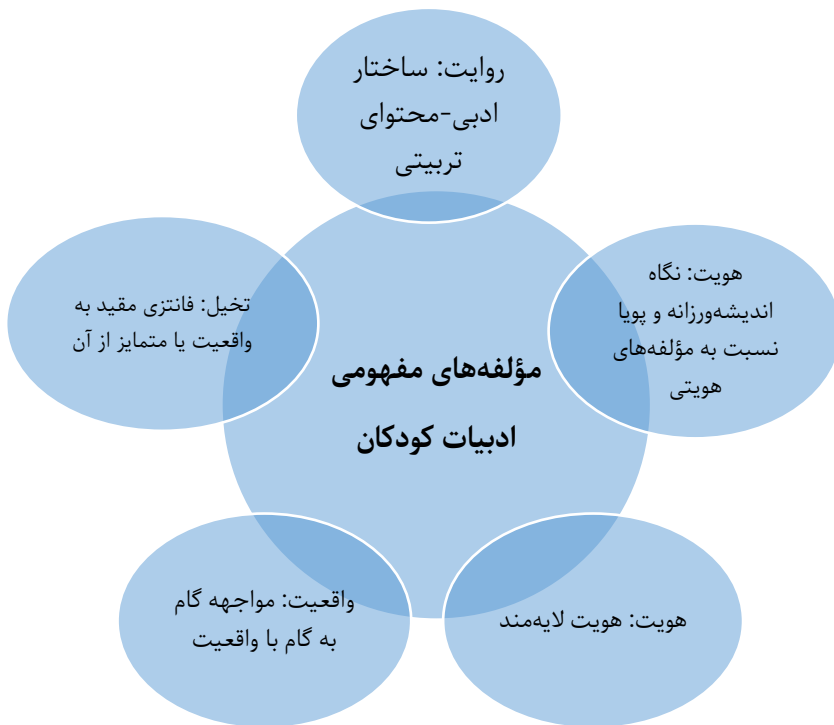 روایت: ساختار
ادبی-محتوای
تربیتی
هویت: نگاه
اندیشه‌ورزانه و پویا
نسبت به مؤلفه‌های
هویتی
تخیل: فانتزی مقید به
واقعیت یا متمایز از آن
مؤلفه‌های مفهومی
ادبیات کودکان
هویت: هویت لایه‌مند
واقعیت: مواجهه گام
به گام با واقعیت